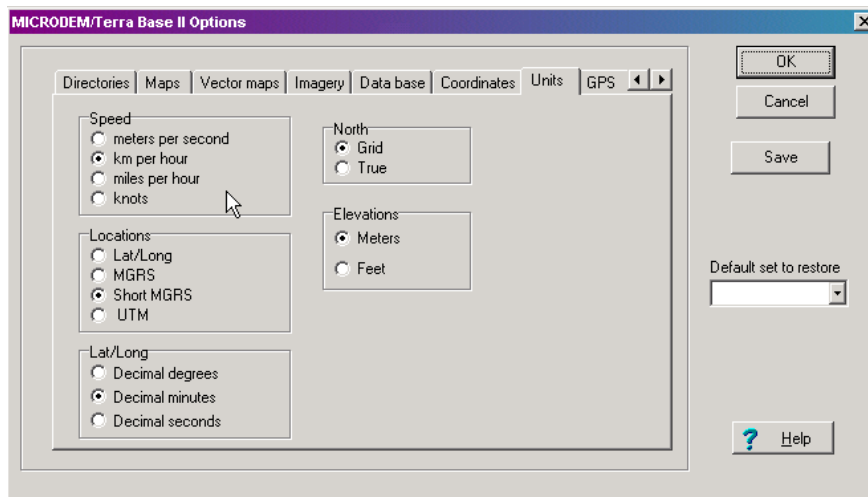 MICRODEM/Terra Base II Options
Directories
Maps
Vector maps
Imagery
Data base
Coordinates
Units
GPS
Speed
meters per second
km per hour
miles per hour
knots
Locations
Lat/Long
MGRS
Short MGRS
UTM
Lat/Long
Decimal degrees
Decimal minutes
Decimal seconds
North
Grid
True
Elevations
Meters
Feet
OK
Cancel
Save
Default set to restore
? Help